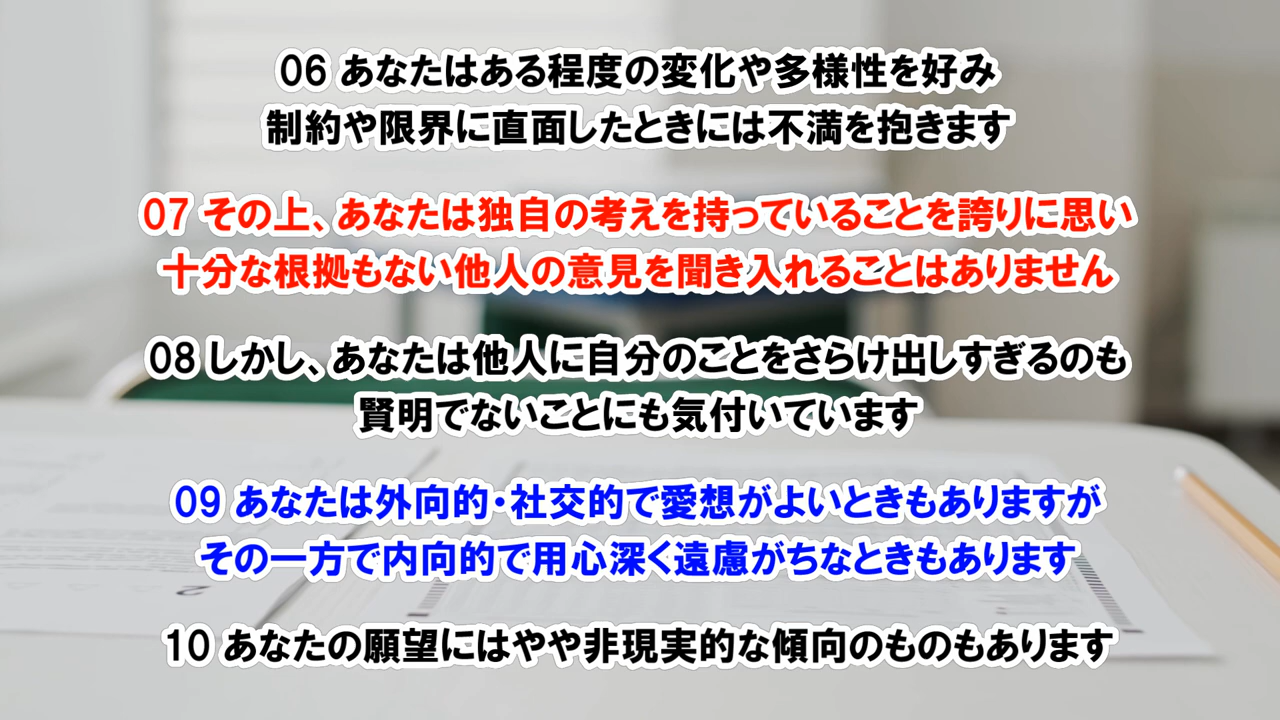 06 あなたはある程度の変化や多様性を好み
制約や限界に直面したときには不満を抱きます
07 その上、あなたは独自の考えを持っていることを誇りに思い
十分な根拠もない他人の意見を聞き入れることはありません
08 しかし、あなたは他人に自分のことをさらけ出しすぎるのも
賢明でないことにも気付いています
09 あなたは外向的・社交的で愛想がよいときもありますが
その一方で内向的で用心深く遠慮がちなときもあります
10 あなたの願望にはやや非現実的な傾向のものもあります